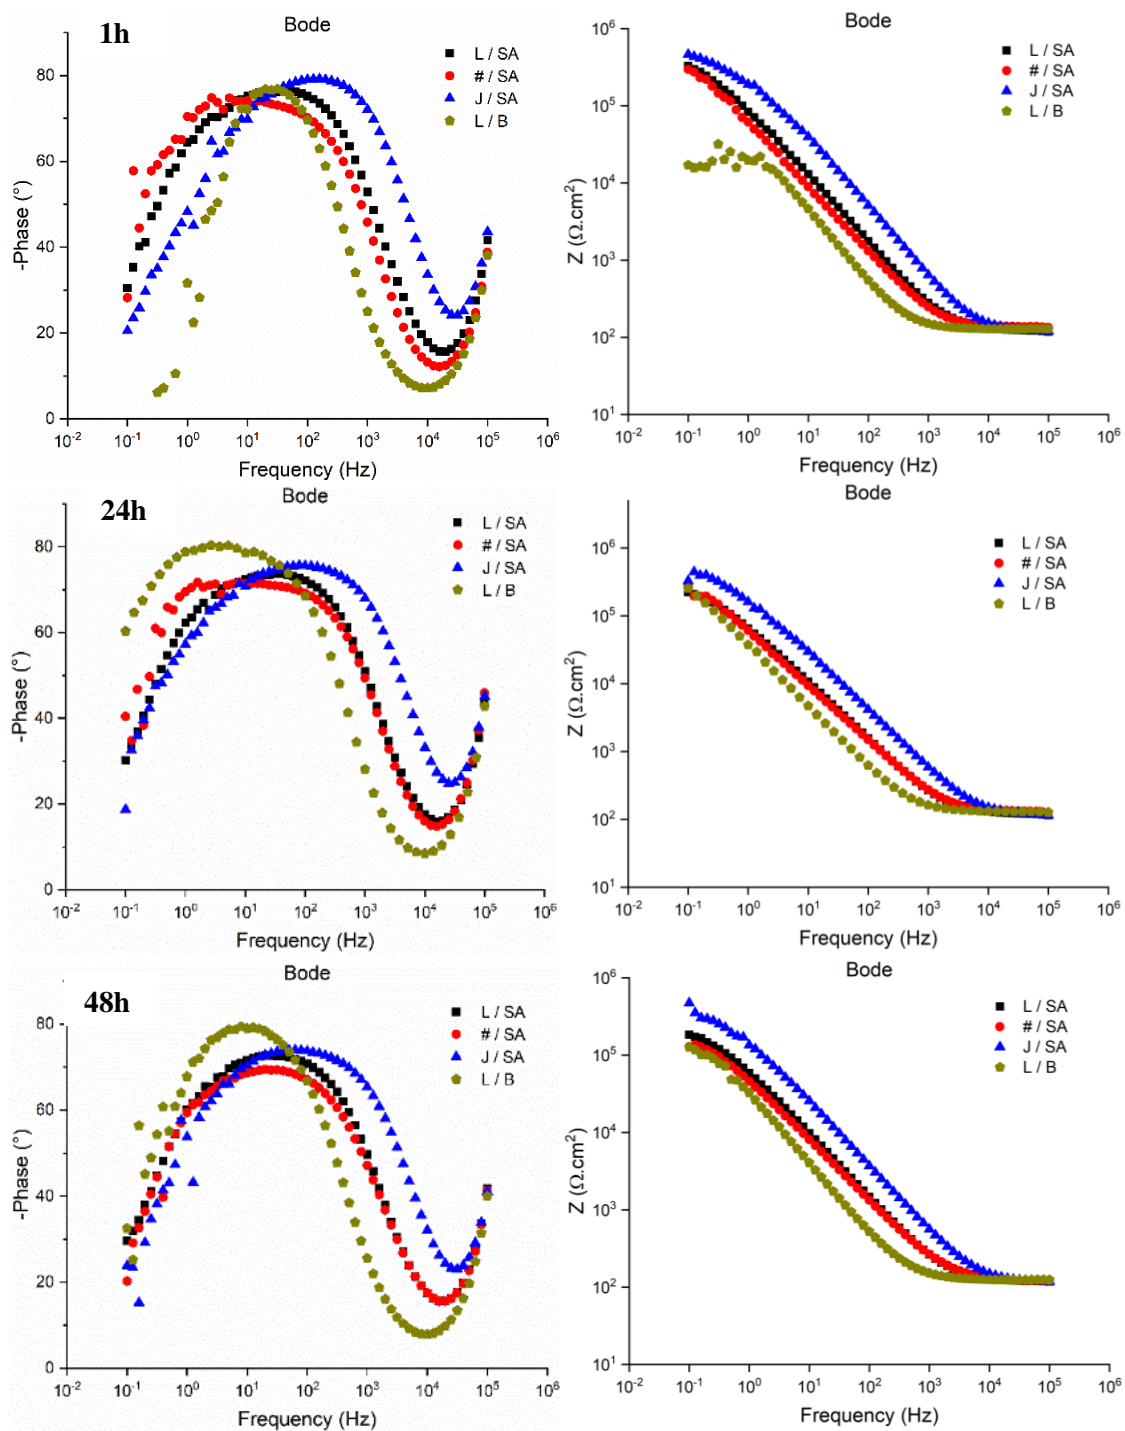 1h
Bode
L / SA
# / SA
J / SA
L / B
-Phase (°)
80
60
40
20
0
10-2 10-1 100 101 102 103 104 105 106
Frequency (Hz)
Bode
L / SA
# / SA
J / SA
L / B
Z (Ω.cm2)
106
105
104
103
102
101
10-2 10-1 100 101 102 103 104 105 106
Frequency (Hz)
24h
Bode
L / SA
# / SA
J / SA
L / B
-Phase (°)
80
60
40
20
0
10-2 10-1 100 101 102 103 104 105 106
Frequency (Hz)
Bode
L / SA
# / SA
J / SA
L / B
Z (Ω.cm2)
106
105
104
103
102
101
10-2 10-1 100 101 102 103 104 105 106
Frequency (Hz)
48h
Bode
L / SA
# / SA
J / SA
L / B
-Phase (°)
80
60
40
20
0
10-2 10-1 100 101 102 103 104 105 106
Frequency (Hz)
Bode
L / SA
# / SA
J / SA
L / B
Z (Ω.cm2)
106
105
104
103
102
101
10-2 10-1 100 101 102 103 104 105 106
Frequency (Hz)